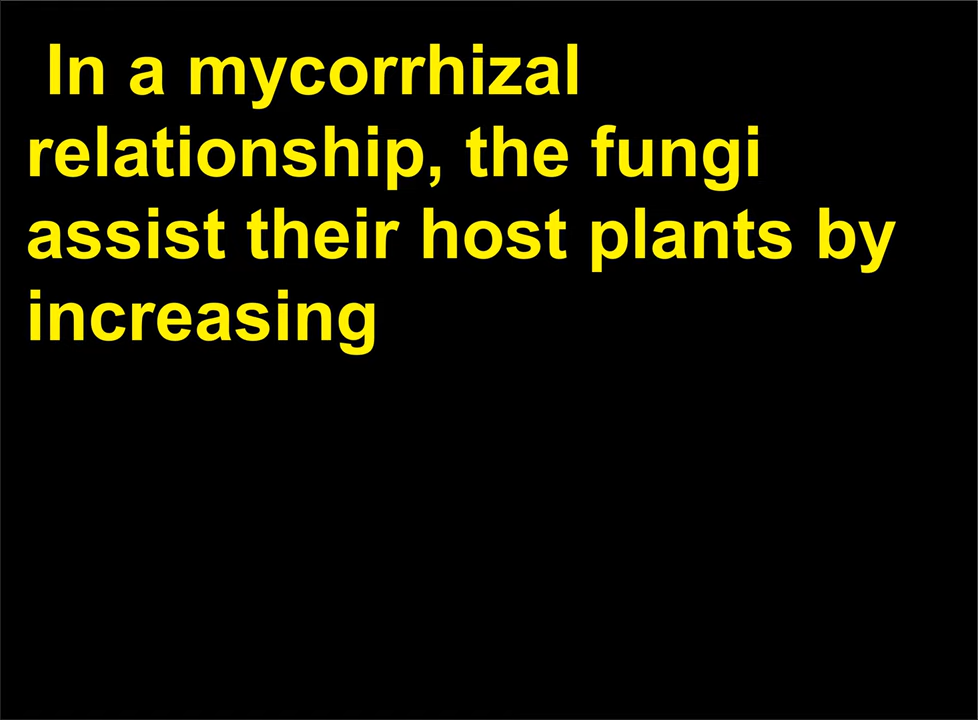 In a mycorrhizal
relationship, the fungi
assist their host plants by
increasing